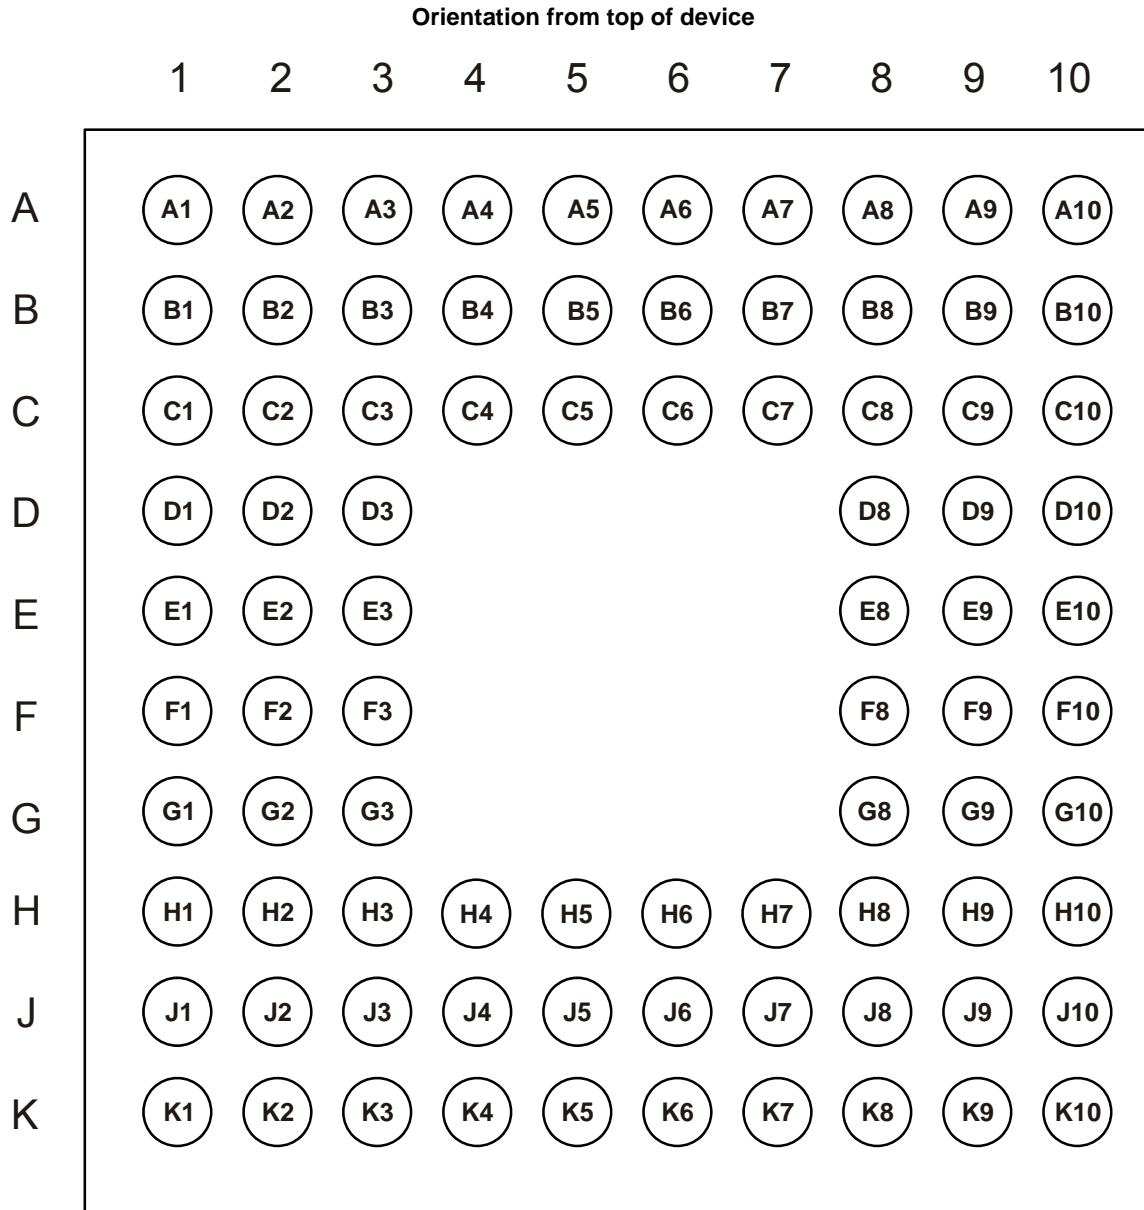 Orientation from top of device
1 2 3 4 5 6 7 8 9 10
A A1 A2 A3 A4 A5 A6 A7 A8 A9 A10
B B1 B2 B3 B4 B5 B6 B7 B8 B9 B10
C C1 C2 C3 C4 C5 C6 C7 C8 C9 C10
D D1 D2 D3 D8 D9 D10
E E1 E2 E3 E8 E9 E10
F F1 F2 F3 F8 F9 F10
G G1 G2 G3 G8 G9 G10
H H1 H2 H3 H4 H5 H6 H7 H8 H9 H10
J J1 J2 J3 J4 J5 J6 J7 J8 J9 J10
K K1 K2 K3 K4 K5 K6 K7 K8 K9 K10